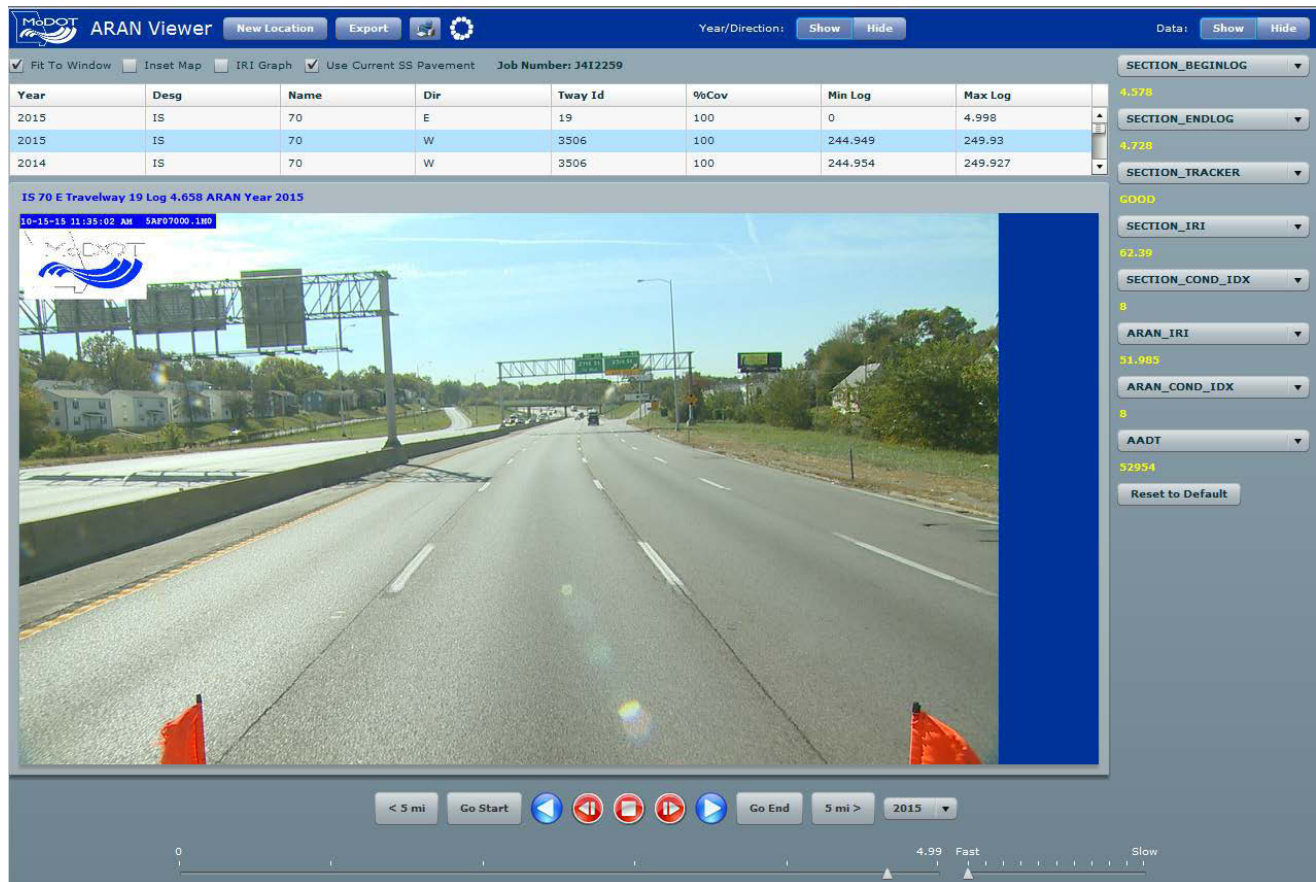 MoDOT ARAN Viewer New Location Export Year/Direction: Show Hide Data: Show Hide
Fit To Window Inset Map IRI Graph Use Current SS Pavement Job Number: J4I2259
Year Desg Name Dir Tway Id %Cov Min Log Max Log
2015 IS 70 E 19 100 0 4.998
2015 IS 70 W 3506 100 244.949 249.93
2014 IS 70 W 3506 100 244.954 249.927
IS 70 E Travelway 19 Log 4.658 ARAN Year 2015
10-15-15 11:35:02 AM 5AF07000.1M0
MoDOT
SECTION_BEGINLOG
4.578
SECTION_ENDLOG
4.728
SECTION_TRACKER
GOOD
SECTION_IRI
62.39
SECTION_COND_IDX
8
ARAN_IRI
51.985
ARAN_COND_IDX
8
AADT
52954
Reset to Default
< 5 mi Go Start Go End 5 mi > 2015
0 4.99 Fast Slow